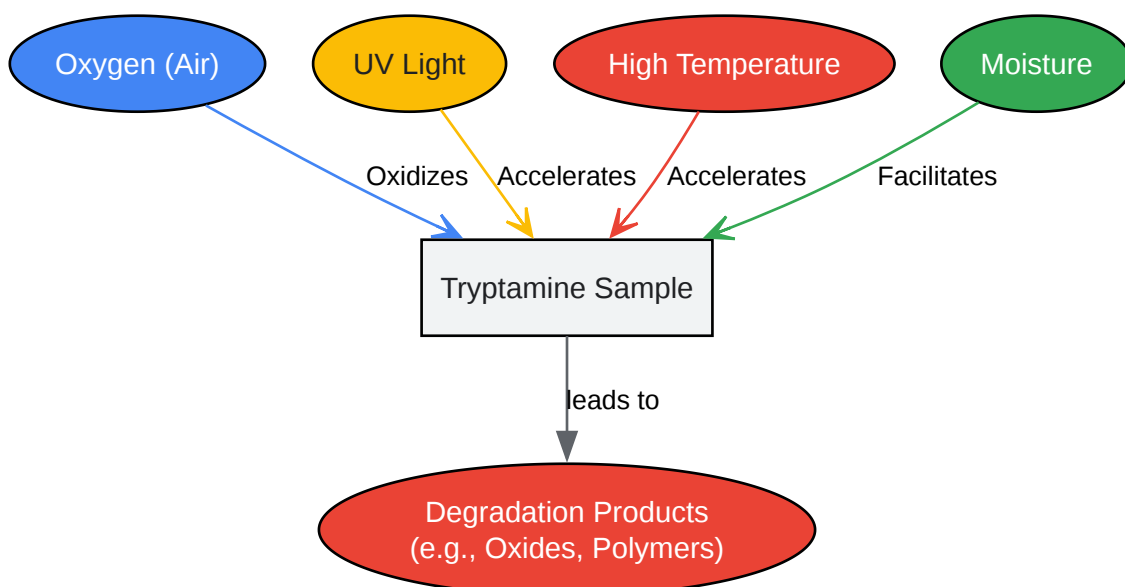 Oxygen (Air)
UV Light
High Temperature
Moisture
Oxidizes
Accelerates
Accelerates
Facilitates
Tryptamine Sample
leads to
Degradation Products
(e.g., Oxides, Polymers)